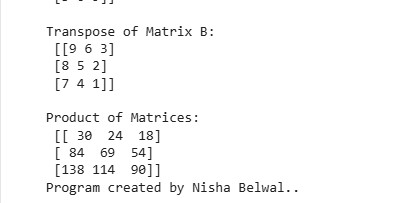 Transpose of Matrix B:
[[9 6 3]
[8 5 2]
[7 4 1]]
Product of Matrices:
[[ 30 24 18]
[ 84 69 54]
[138 114 90]]
Program created by Nisha Belwal..